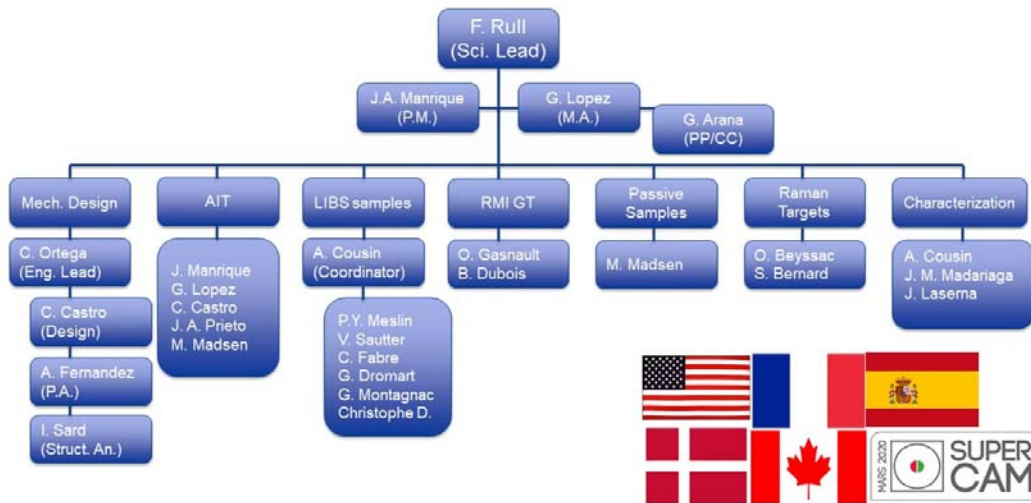 F. Rull
(Sci. Lead)
J.A. Manrique
(P.M.)
G. Lopez
(M.A.)
G. Arana
(PP/CC)
Mech. Design
AIT
LIBS samples
RMI GT
Passive
Samples
Raman
Targets
Characterization
C. Ortega
(Eng. Lead)
C. Castro
(Design)
A. Fernandez
(P.A.)
I. Sard
(Struct. An.)
J. Manrique
G. Lopez
C. Castro
J. A. Prieto
M. Madsen
A. Cousin
(Coordinator)
P.Y. Meslin
V. Sautter
C. Fabre
G. Dromart
G. Montagnac
Christophe D.
O. Gasnault
B. Dubois
M. Madsen
O. Beyssac
S. Bernard
A. Cousin
J. M. Madariaga
J. Laserna
MARS 2020
SUPER
CAM